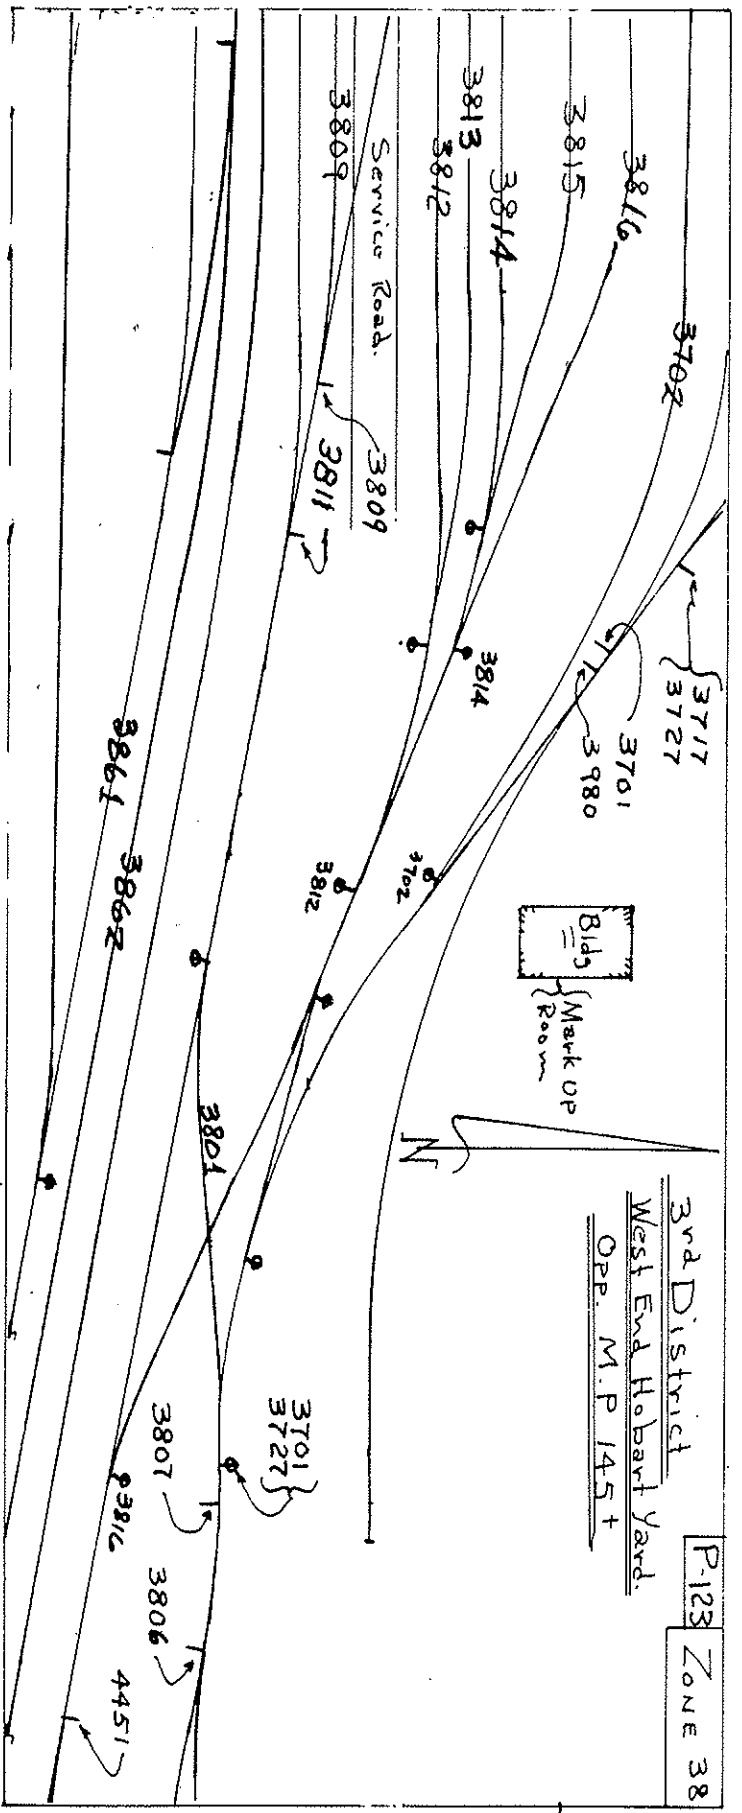 P-123
ZONE 38
3rd District
West End Hobart Yard.
Opp. M.P 145+
N
Bldg
Mark UP
Room
3717
3727
3701
3980
3702
3702
3816
3815
3814
3813
3812
3814
3812
Service Road.
3809
3809
3811
3861
3862
3801
3701
3727
3807
3816
3806
4451